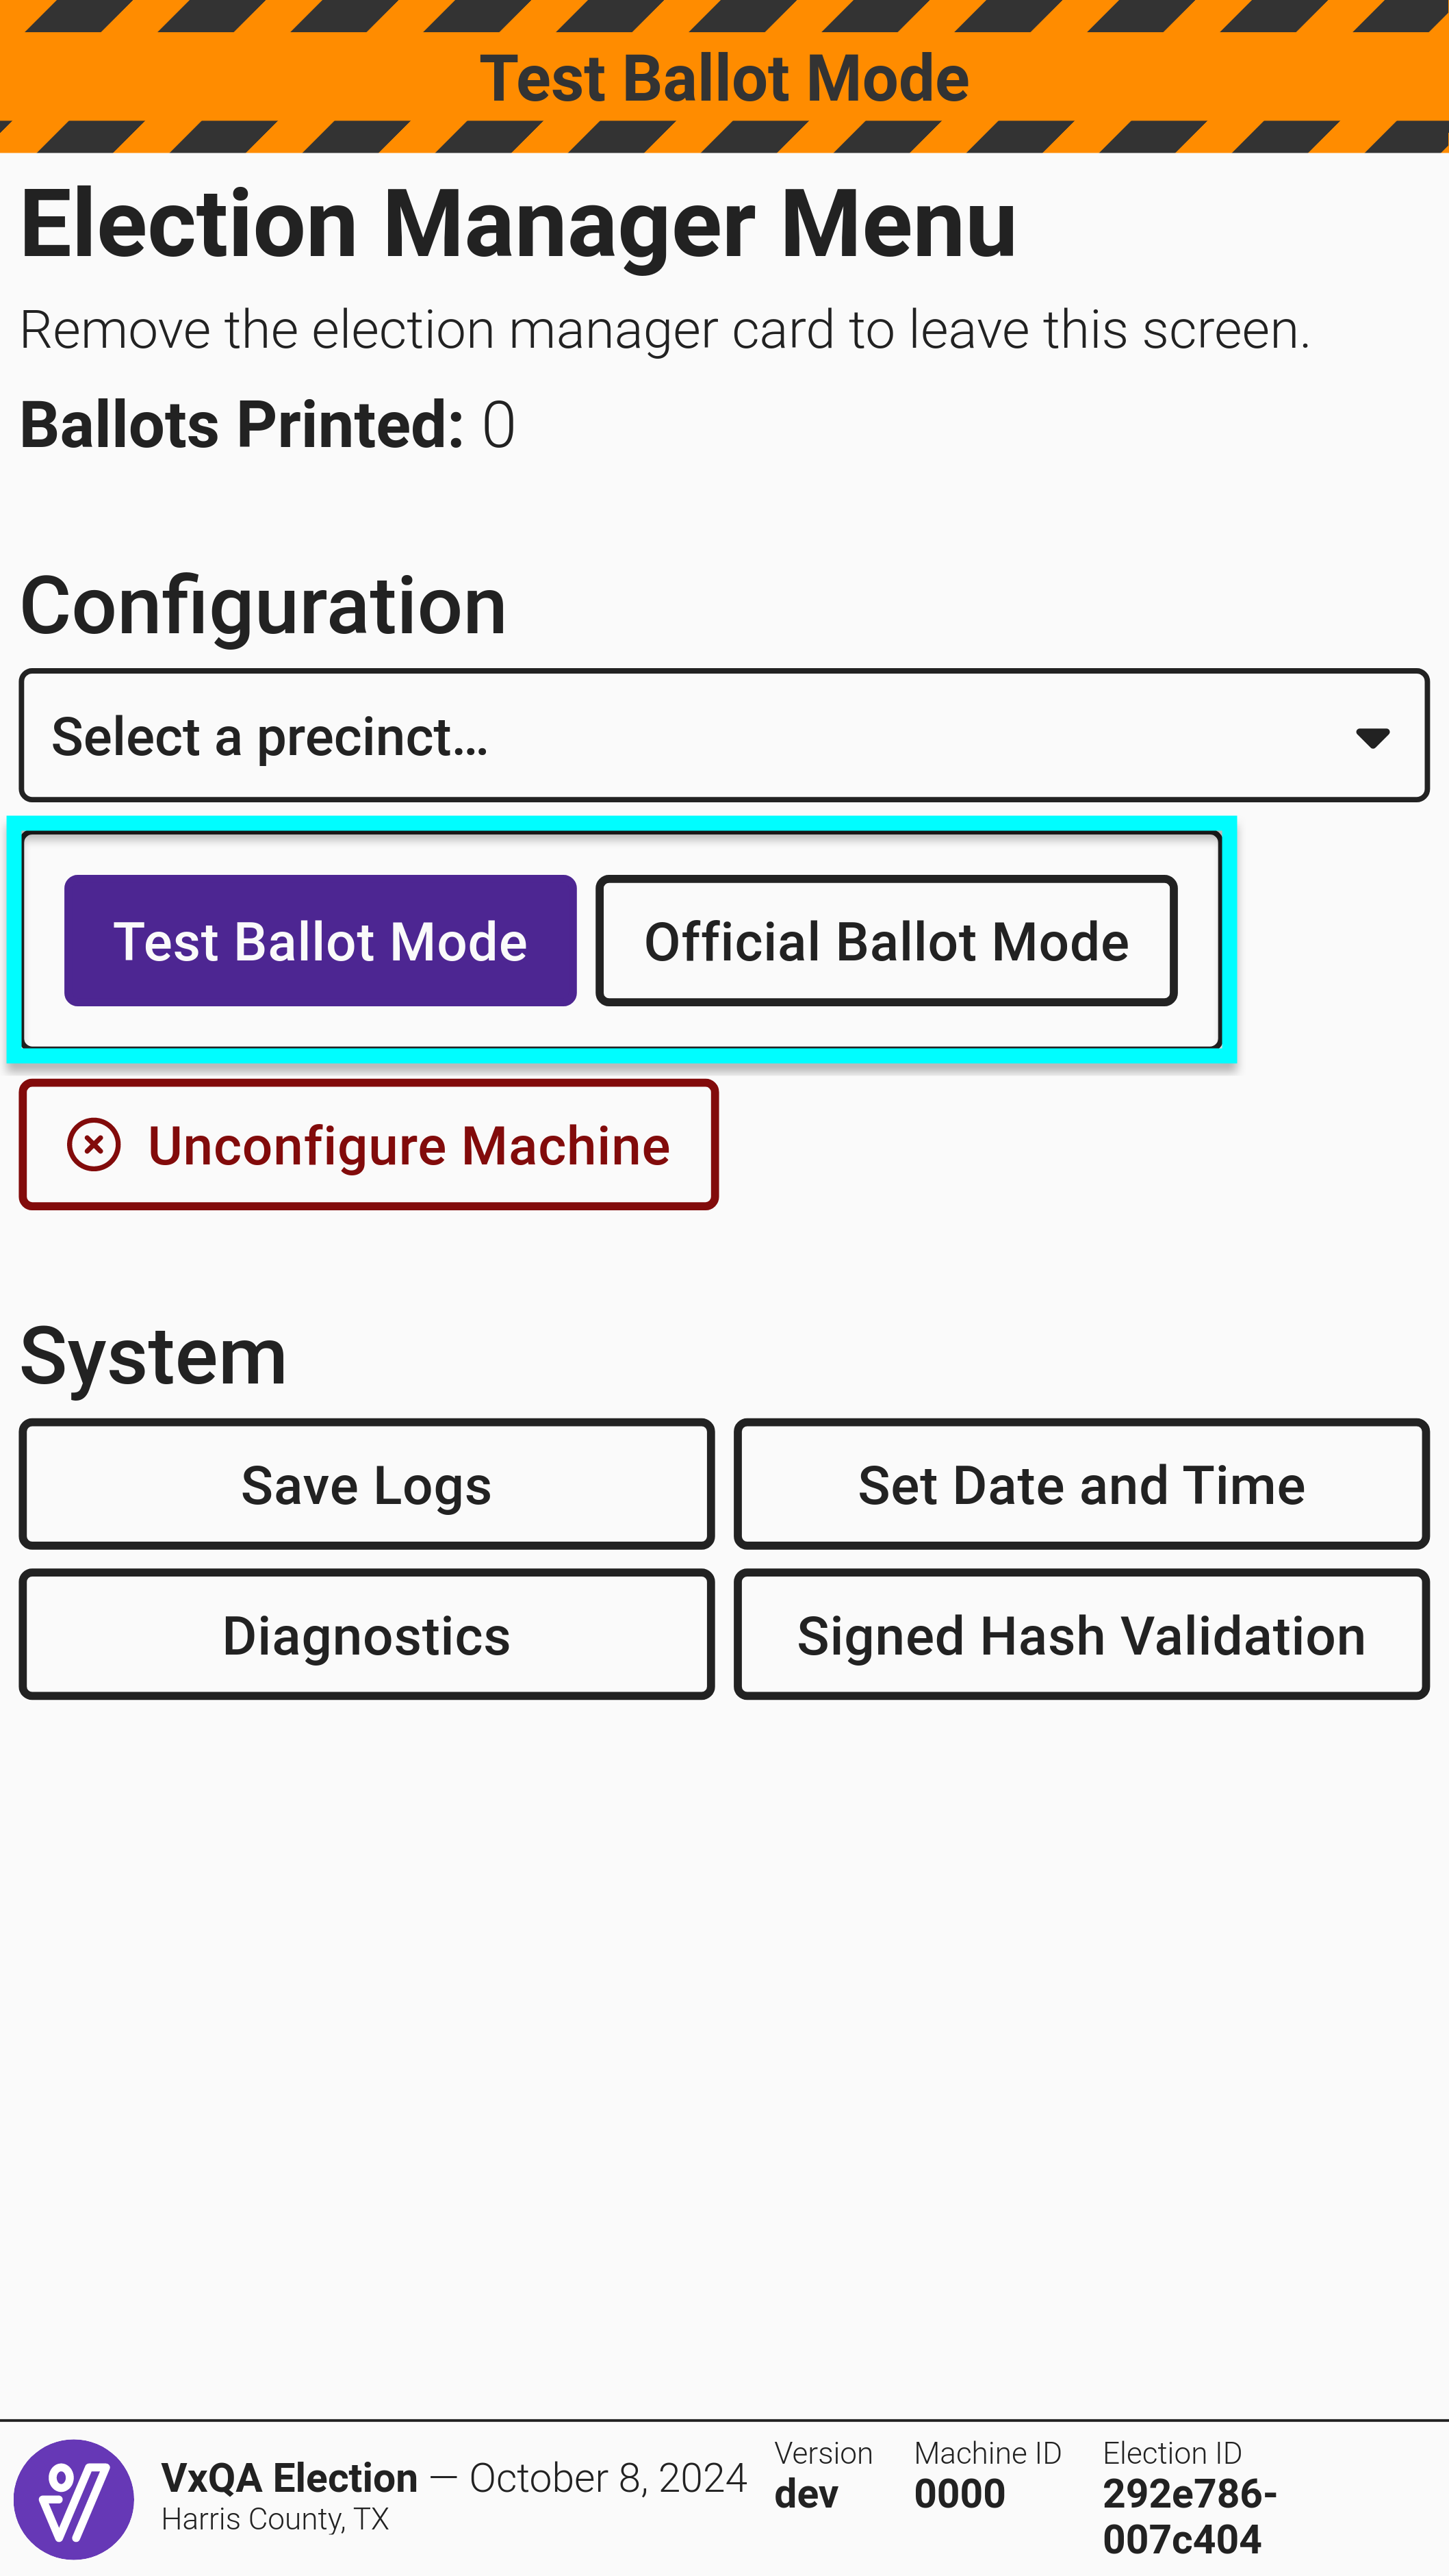 Test Ballot Mode
Election Manager Menu
Remove the election manager card to leave this screen.
Ballots Printed: 0
Configuration
Select a precinct…
Test Ballot Mode
Official Ballot Mode
Unconfigure Machine
System
Save Logs
Set Date and Time
Diagnostics
Signed Hash Validation
VxQA Election — October 8, 2024
Harris County, TX
Version
dev
Machine ID
0000
Election ID
292e786-
007c404